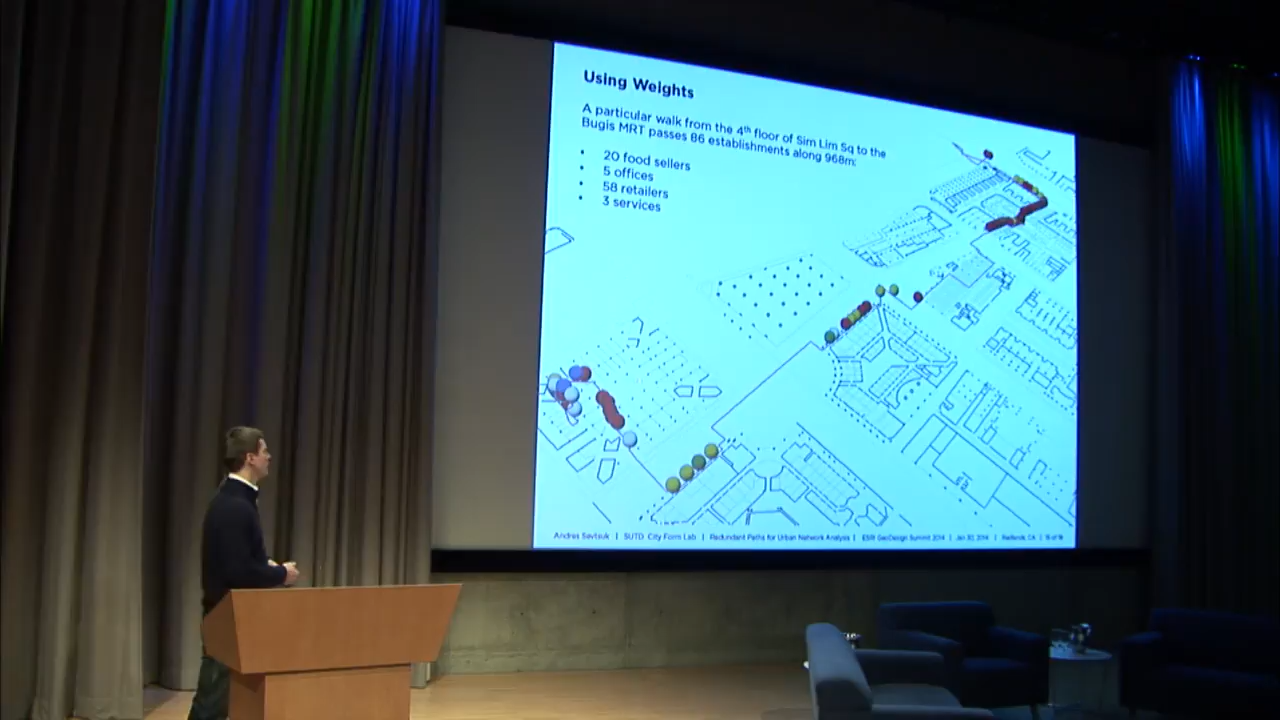 Using Weights
A particular walk from the 4th floor of Sim Lim Sq to the
Bugis MRT passes 86 establishments along 968m:
• 20 food sellers
• 5 offices
• 58 retailers
• 3 services
Andres Sevtsuk | SUTD City Form Lab | Redundant Paths for Urban Network Analysis | ESRI GeoDesign Summit 2014 | Jan 30, 2014 | Redlands, CA